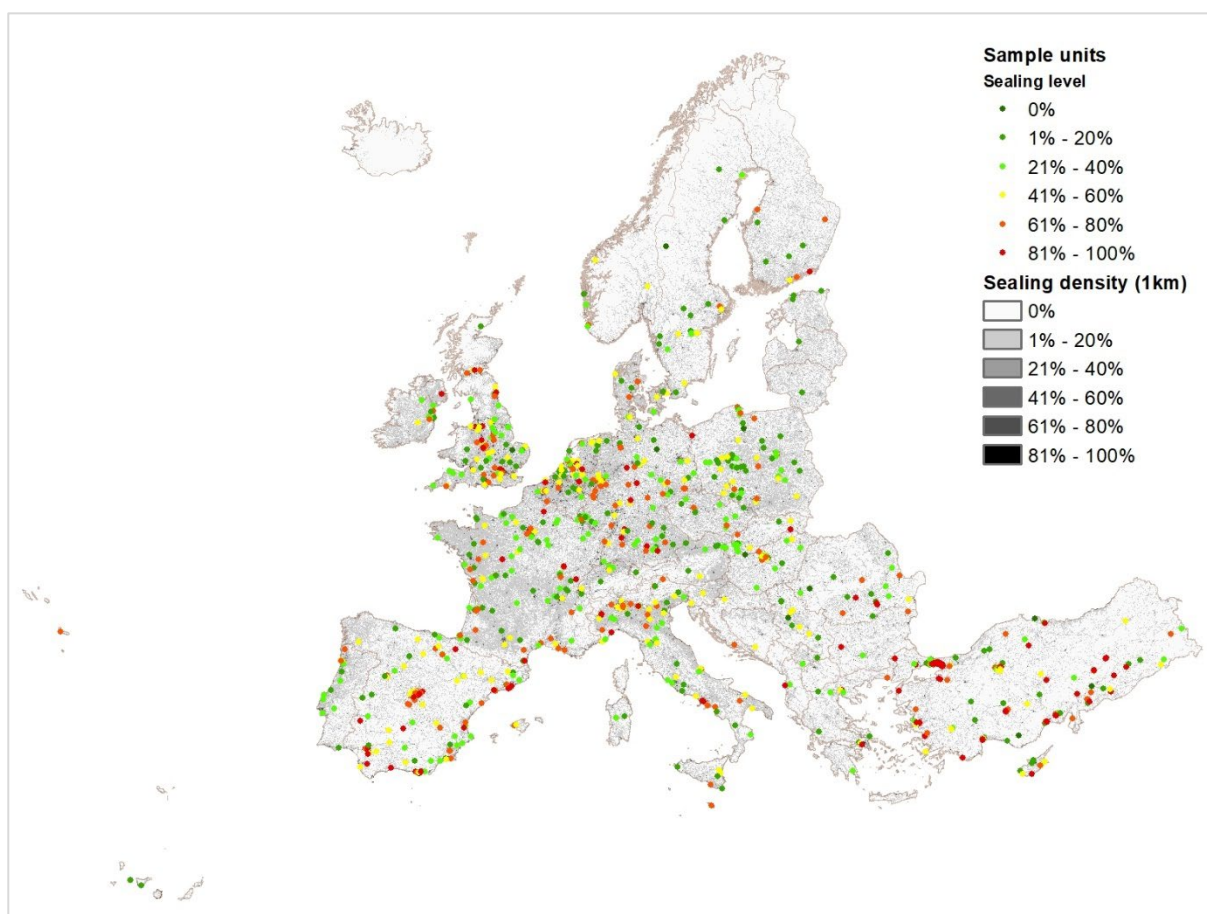 Sample units
Sealing level
0%
1% - 20%
21% - 40%
41% - 60%
61% - 80%
81% - 100%
Sealing density (1km)
0%
1% - 20%
21% - 40%
41% - 60%
61% - 80%
81% - 100%